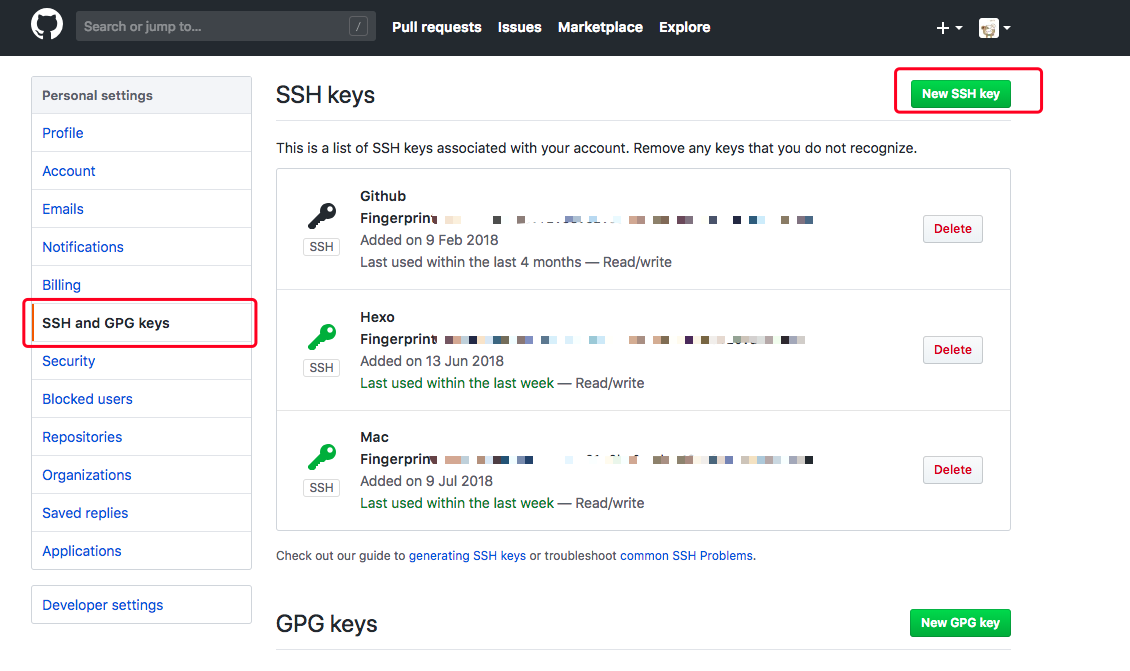 Search or jump to...
/
Pull requests
Issues
Marketplace
Explore
Personal settings
Profile
Account
Emails
Notifications
Billing
SSH and GPG keys
Security
Blocked users
Repositories
Organizations
Saved replies
Applications
Developer settings
SSH keys
New SSH key
This is a list of SSH keys associated with your account. Remove any keys that you do not recognize.
Github
Fingerprint
Added on 9 Feb 2018
Last used within the last 4 months — Read/write
SSH
Delete
Hexo
Fingerprint
Added on 13 Jun 2018
Last used within the last week — Read/write
SSH
Delete
Mac
Fingerprint
Added on 9 Jul 2018
Last used within the last week — Read/write
SSH
Delete
Check out our guide to generating SSH keys or troubleshoot common SSH Problems.
GPG keys
New GPG key